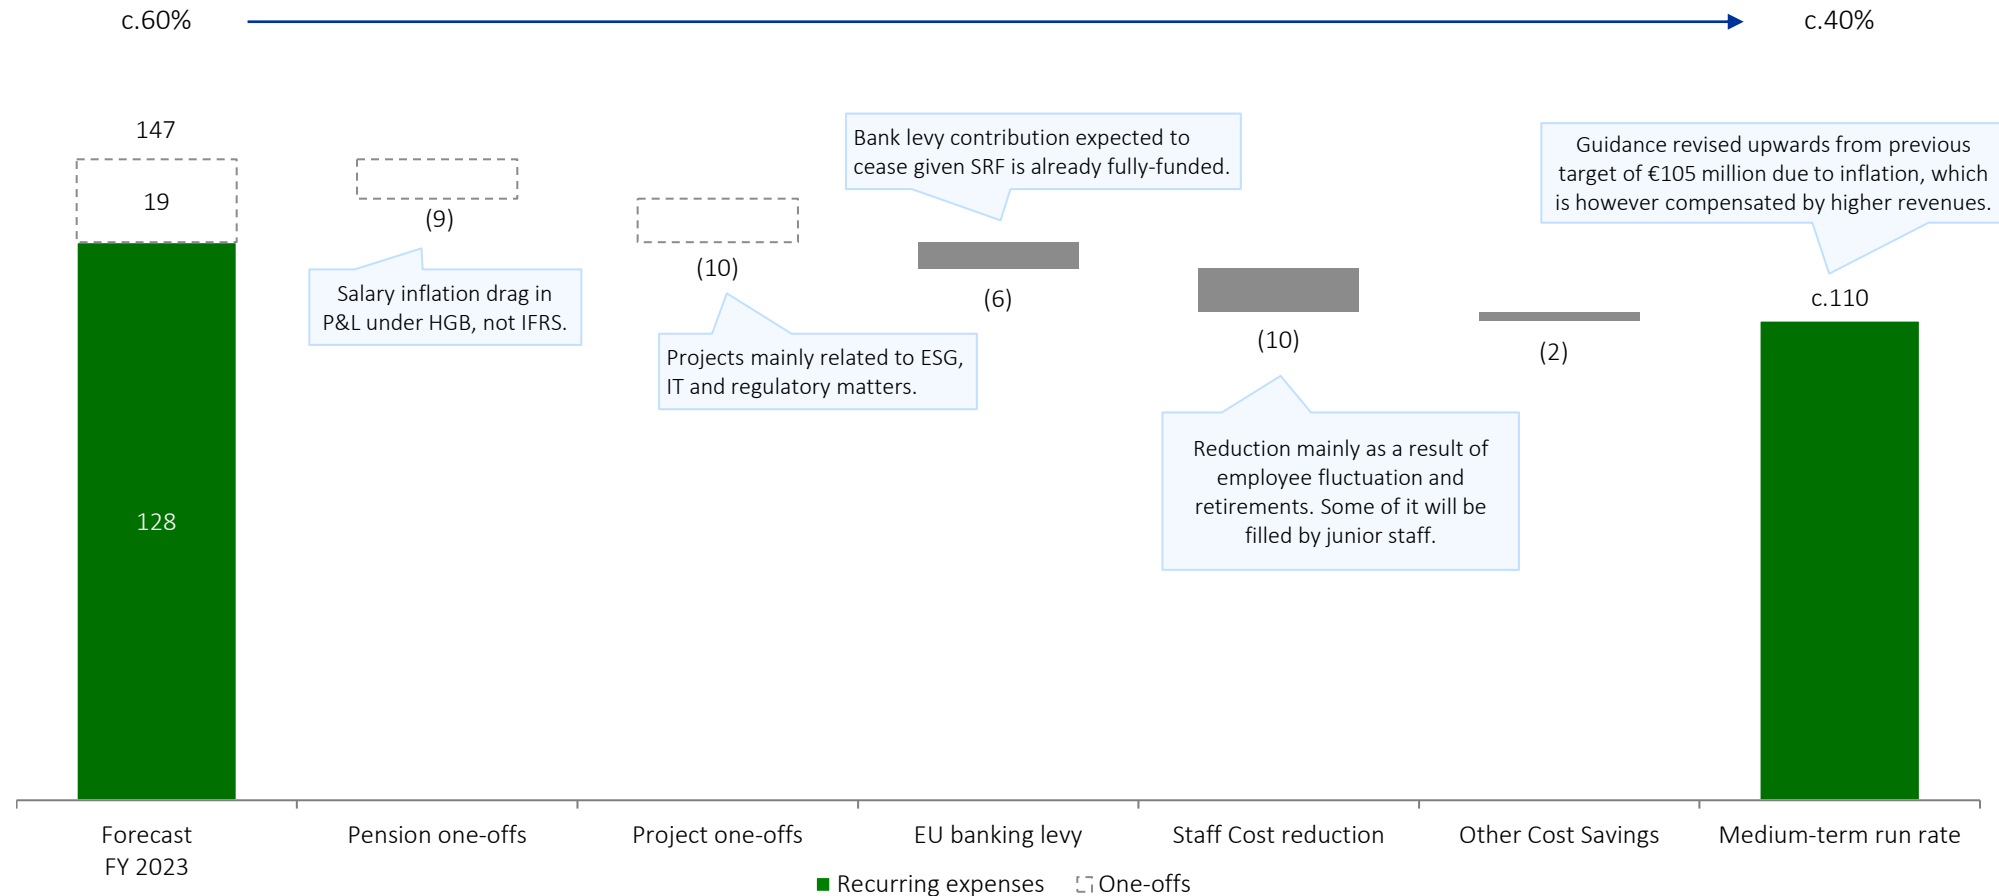 c.60%
c.40%
147
19
128
(9)
Salary inflation drag in
P&L under HGB, not IFRS.
(10)
Projects mainly related to ESG,
IT and regulatory matters.
Bank levy contribution expected to
cease given SRF is already fully-funded.
(6)
(10)
Reduction mainly as a result of
employee fluctuation and
retirements. Some of it will be
filled by junior staff.
(2)
Guidance revised upwards from previous
target of €105 million due to inflation, which
is however compensated by higher revenues.
c.110
Forecast
FY 2023
Pension one-offs
Project one-offs
EU banking levy
Staff Cost reduction
Other Cost Savings
Medium-term run rate
Recurring expenses
One-offs